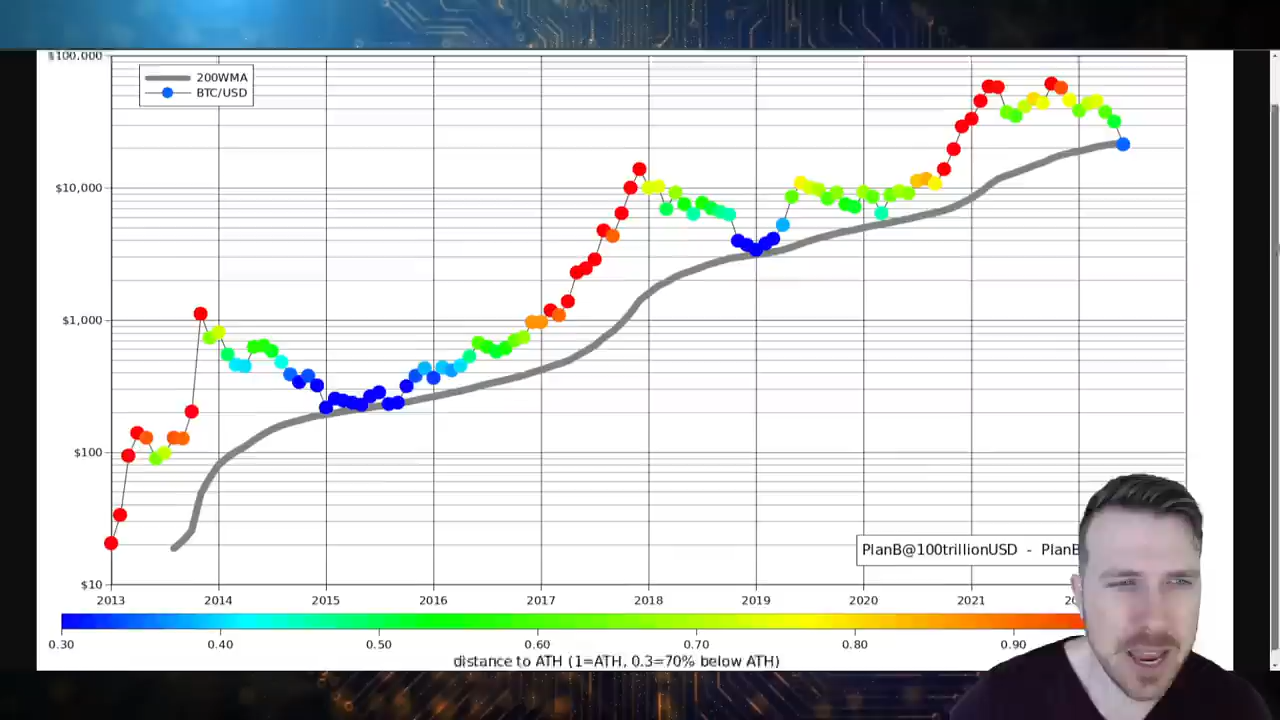 $100,000
200WMA
BTC/USD
$10,000
$1,000
$100
PlanB@100trillionUSD - PlanB
$10
2013 2014 2015 2016 2017 2018 2019 2020 2021
0.30 0.40 0.50 0.60 0.70 0.80 0.90
distance to ATH (1=ATH, 0.3=70% below ATH)